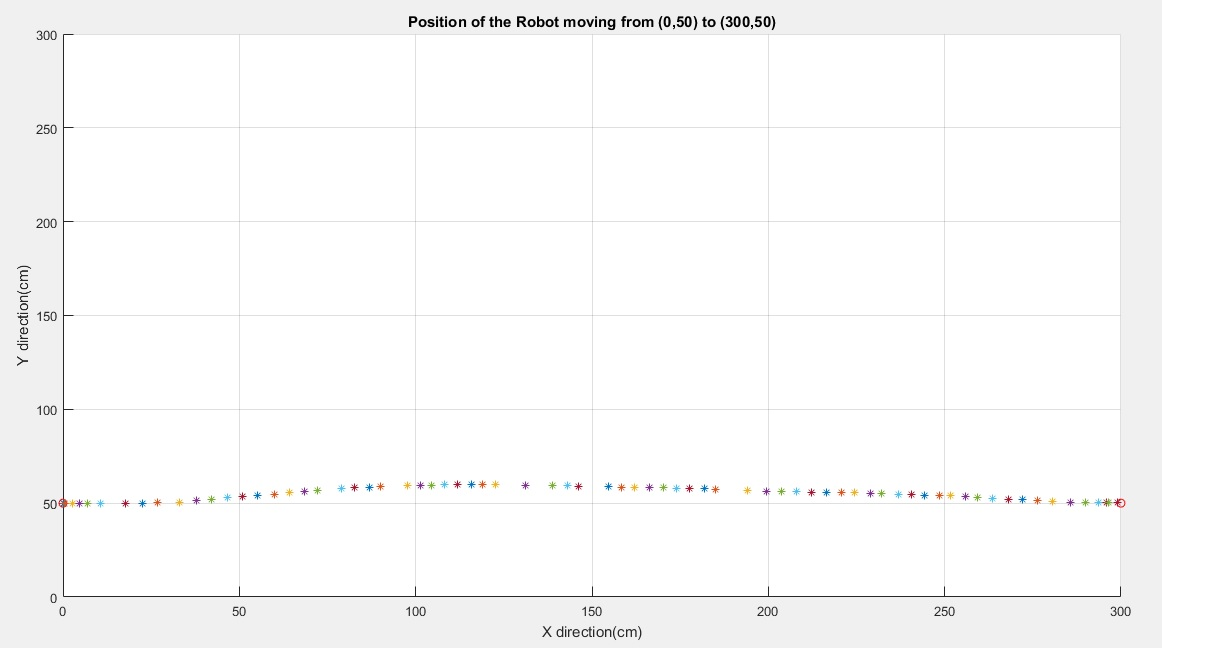 Position of the Robot moving from (0,50) to (300,50)
300
250
200
150
100
50
0
Y direction(cm)
0 50 100 150 200 250 300
X direction(cm)